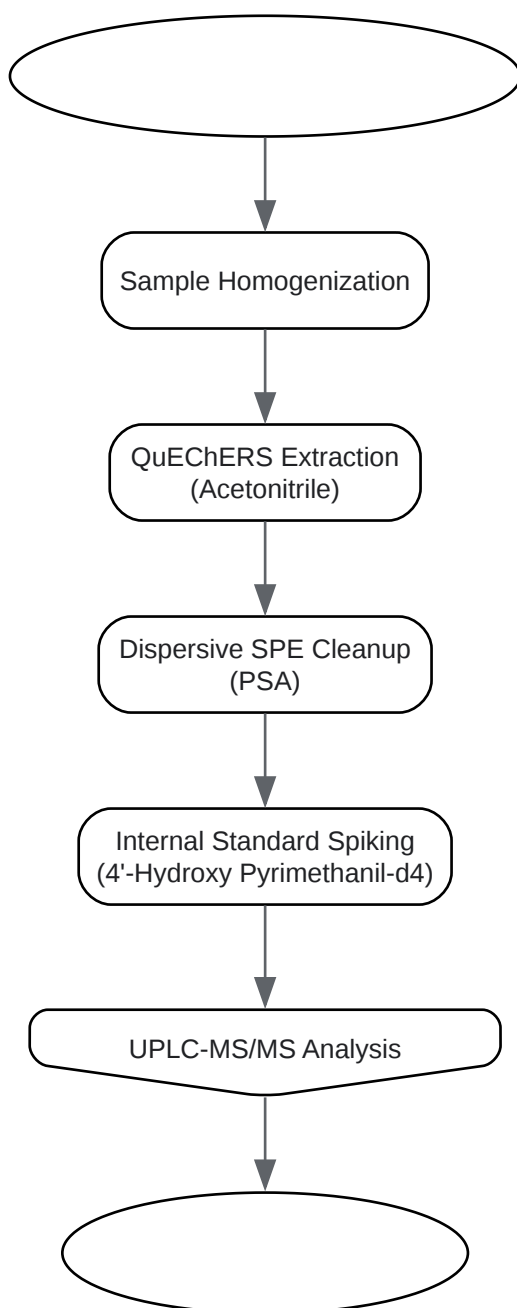 Sample Homogenization
QuEChERS Extraction
(Acetonitrile)
Dispersive SPE Cleanup
(PSA)
Internal Standard Spiking
(4'-Hydroxy Pyrimethanil-d4)
UPLC-MS/MS Analysis